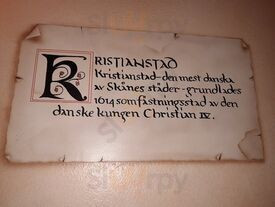 KRISTIANSTAD
Kristianstad-den mest danska
av Skånes städer-grundlades
1614 som fästningsstad av den
danske kungen Christian IV.